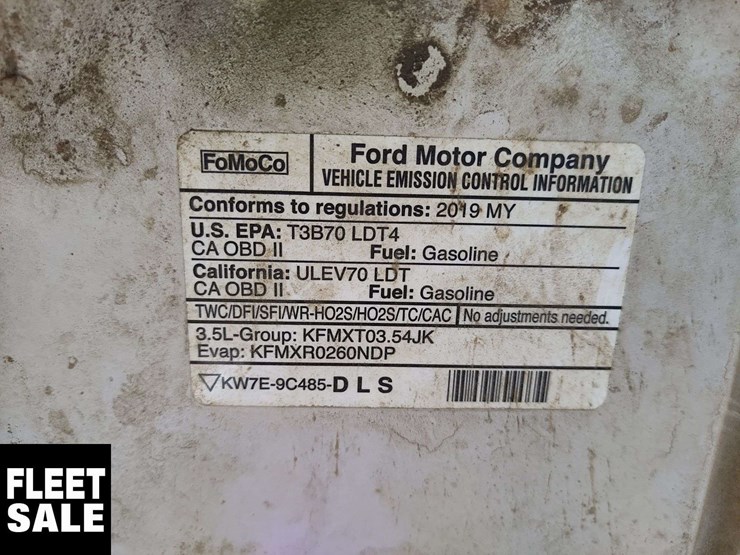 FoMoCo
Ford Motor Company
VEHICLE EMISSION CONTROL INFORMATION
Conforms to regulations: 2019 MY
U.S. EPA: T3B70 LDT4
CA OBD II Fuel: Gasoline
California: ULEV70 LDT
CA OBD II Fuel: Gasoline
TWC/DFI/SFI/WR-HO2S/HO2S/TC/CAC No adjustments needed.
3.5L-Group: KFMXT03.54JK
Evap: KFMXR0260NDP
KW7E-9C485-D L S
FLEET
SALE